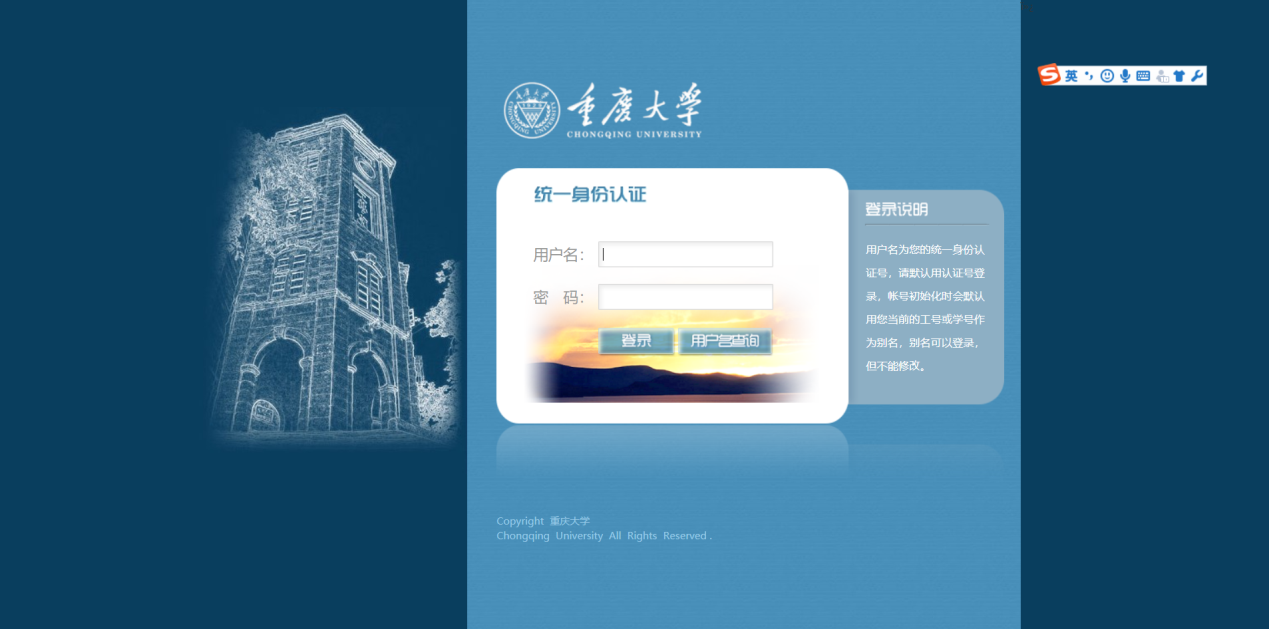 重庆大学
CHONGQING UNIVERSITY
英
统一身份认证
用户名：
密　码：
登录 用户名查询
登录说明
用户名为您的统一身份认
证号，请默认用认证号登
录，帐号初始化时会默认
用您当前的工号或学号作
为别名，别名可以登录，
但不能修改。
Copyright 重庆大学
Chongqing University All Rights Reserved .